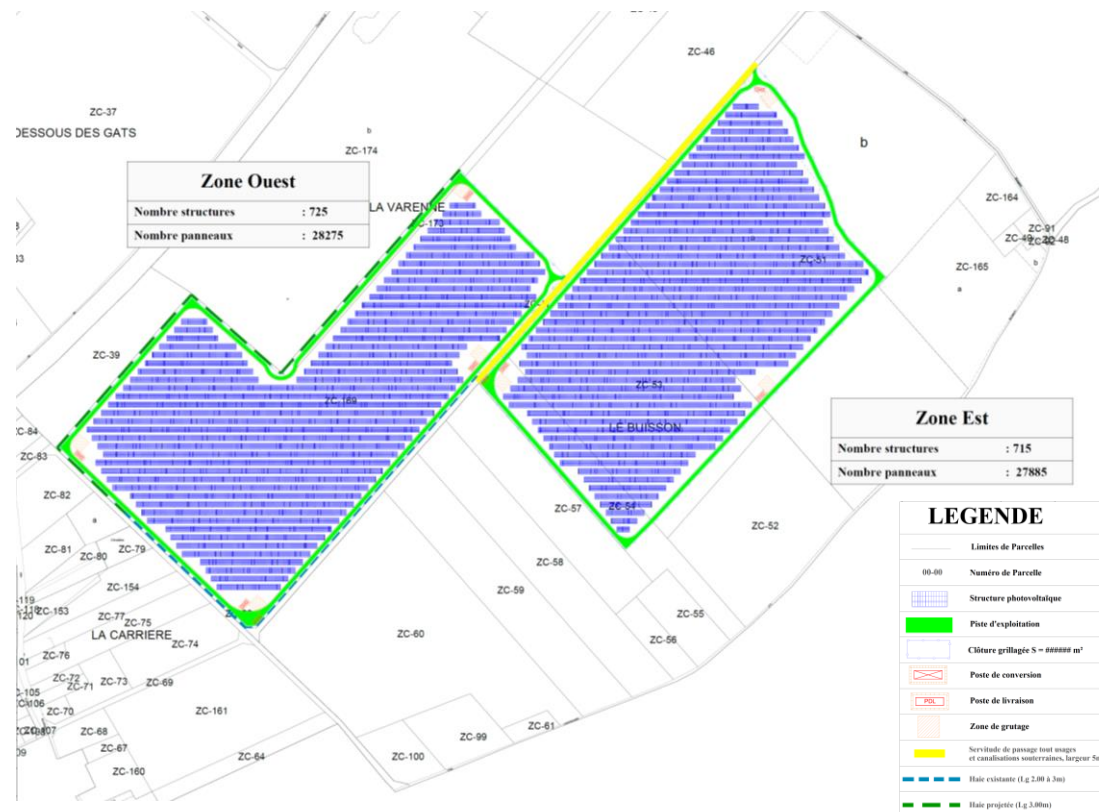 ZC-46
ZC-37
DESSOUS DES GATS
b
ZC-174
b
Zone Ouest
Nombre structures : 725
Nombre panneaux : 28275
LA VARENNE
ZC-164
ZC-91
ZC-48
ZC-51
ZC-165
a
b
ZC-39
ZC-53
ZC-169
LE BUISSON
Zone Est
Nombre structures : 715
Nombre panneaux : 27885
ZC-84
ZC-83
ZC-82
a
ZC-57
ZC-54
ZC-52
ZC-81
ZC-80
ZC-79
ZC-58
ZC-154
ZC-59
ZC-153
ZC-77
ZC-75
ZC-55
LA CARRIERE
ZC-74
ZC-60
ZC-56
ZC-76
ZC-72
ZC-71
ZC-73
ZC-69
ZC-70
ZC-161
ZC-68
ZC-61
ZC-99
ZC-67
ZC-64
ZC-100
ZC-160
LEGENDE
Limites de Parcelles
00-00 Numéro de Parcelle
Structure photovoltaïque
Piste d'exploitation
Clôture grillagée S = ###### m²
Poste de conversion
PDL Poste de livraison
Zone de grutage
Servitude de passage tout usages
et canalisations souterraines, largeur 5m
Haie existante (Lg 2.00 à 3m)
Haie projetée (Lg 3.00m)